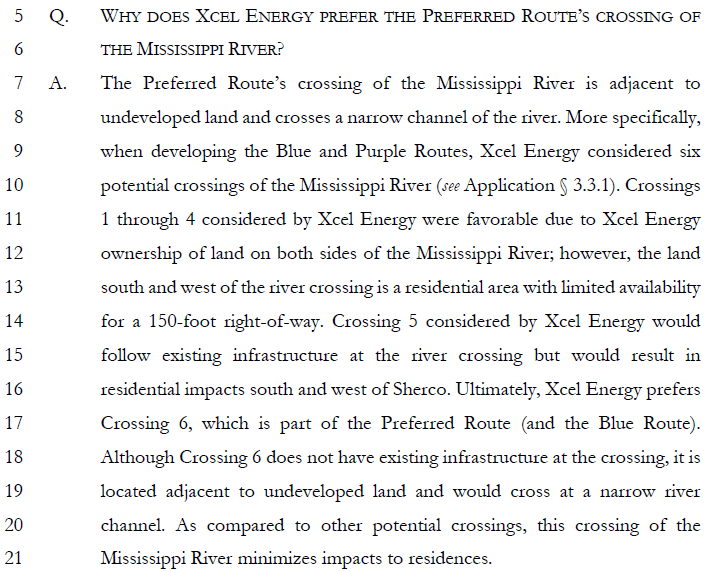 5 Q. WHY DOES XCEL ENERGY PREFER THE PREFERRED ROUTE'S CROSSING OF
6 THE MISSISSIPPI RIVER?
7 A. The Preferred Route's crossing of the Mississippi River is adjacent to
8 undeveloped land and crosses a narrow channel of the river. More specifically,
9 when developing the Blue and Purple Routes, Xcel Energy considered six
10 potential crossings of the Mississippi River (see Application § 3.3.1). Crossings
11 1 through 4 considered by Xcel Energy were favorable due to Xcel Energy
12 ownership of land on both sides of the Mississippi River; however, the land
13 south and west of the river crossing is a residential area with limited availability
14 for a 150-foot right-of-way. Crossing 5 considered by Xcel Energy would
15 follow existing infrastructure at the river crossing but would result in
16 residential impacts south and west of Sherco. Ultimately, Xcel Energy prefers
17 Crossing 6, which is part of the Preferred Route (and the Blue Route).
18 Although Crossing 6 does not have existing infrastructure at the crossing, it is
19 located adjacent to undeveloped land and would cross at a narrow river
20 channel. As compared to other potential crossings, this crossing of the
21 Mississippi River minimizes impacts to residences.